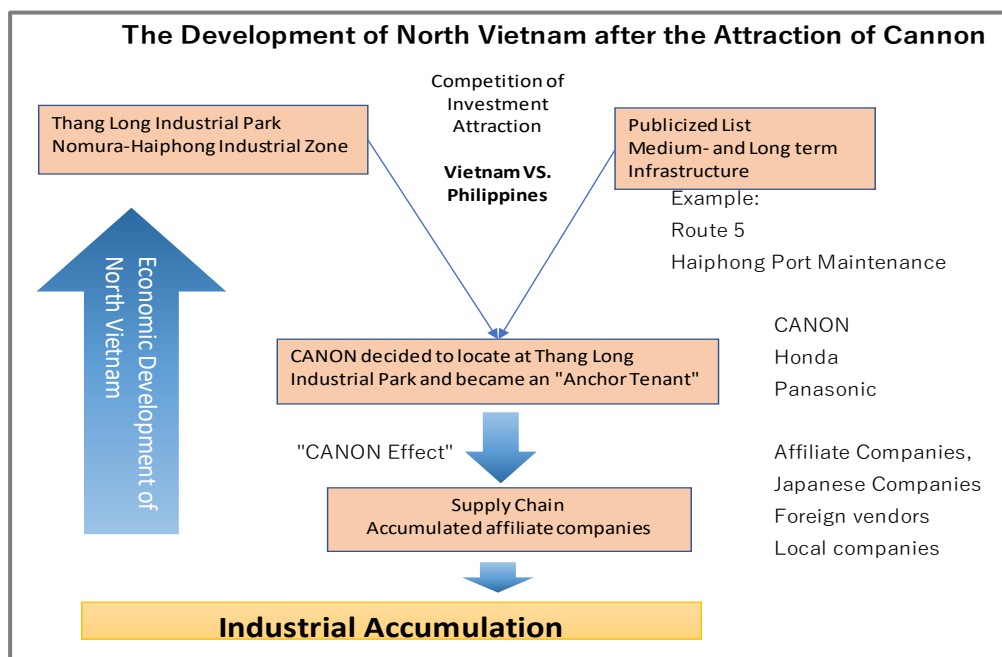 The Development of North Vietnam after the Attraction of Cannon
Competition of
Investment
Attraction
Vietnam VS.
Philippines
Thang Long Industrial Park
Nomura-Haiphong Industrial Zone
Publicized List
Medium- and Long term
Infrastructure
Example:
Route 5
Haiphong Port Maintenance
Economic Development of
North Vietnam
CANON decided to locate at Thang Long
Industrial Park and became an "Anchor Tenant"
CANON
Honda
Panasonic
"CANON Effect"
Supply Chain
Accumulated affiliate companies
Affiliate Companies,
Japanese Companies
Foreign vendors
Local companies
Industrial Accumulation